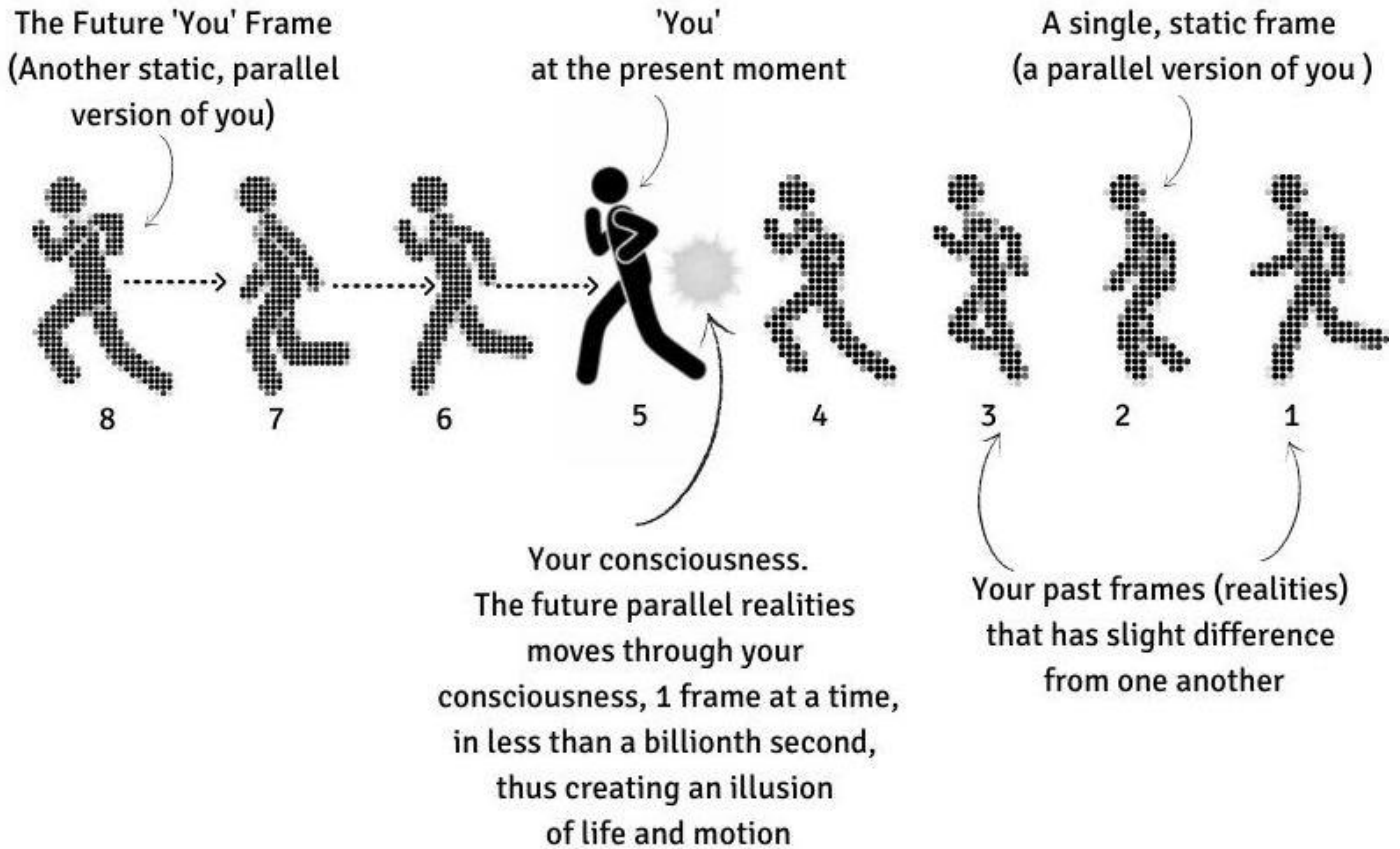 The Future 'You' Frame
(Another static, parallel
version of you)
'You'
at the present moment
A single, static frame
(a parallel version of you )
8
7
6
5
4
3
2
1
Your consciousness.
The future parallel realities
moves through your
consciousness, 1 frame at a time,
in less than a billionth second,
thus creating an illusion
of life and motion
Your past frames (realities)
that has slight difference
from one another